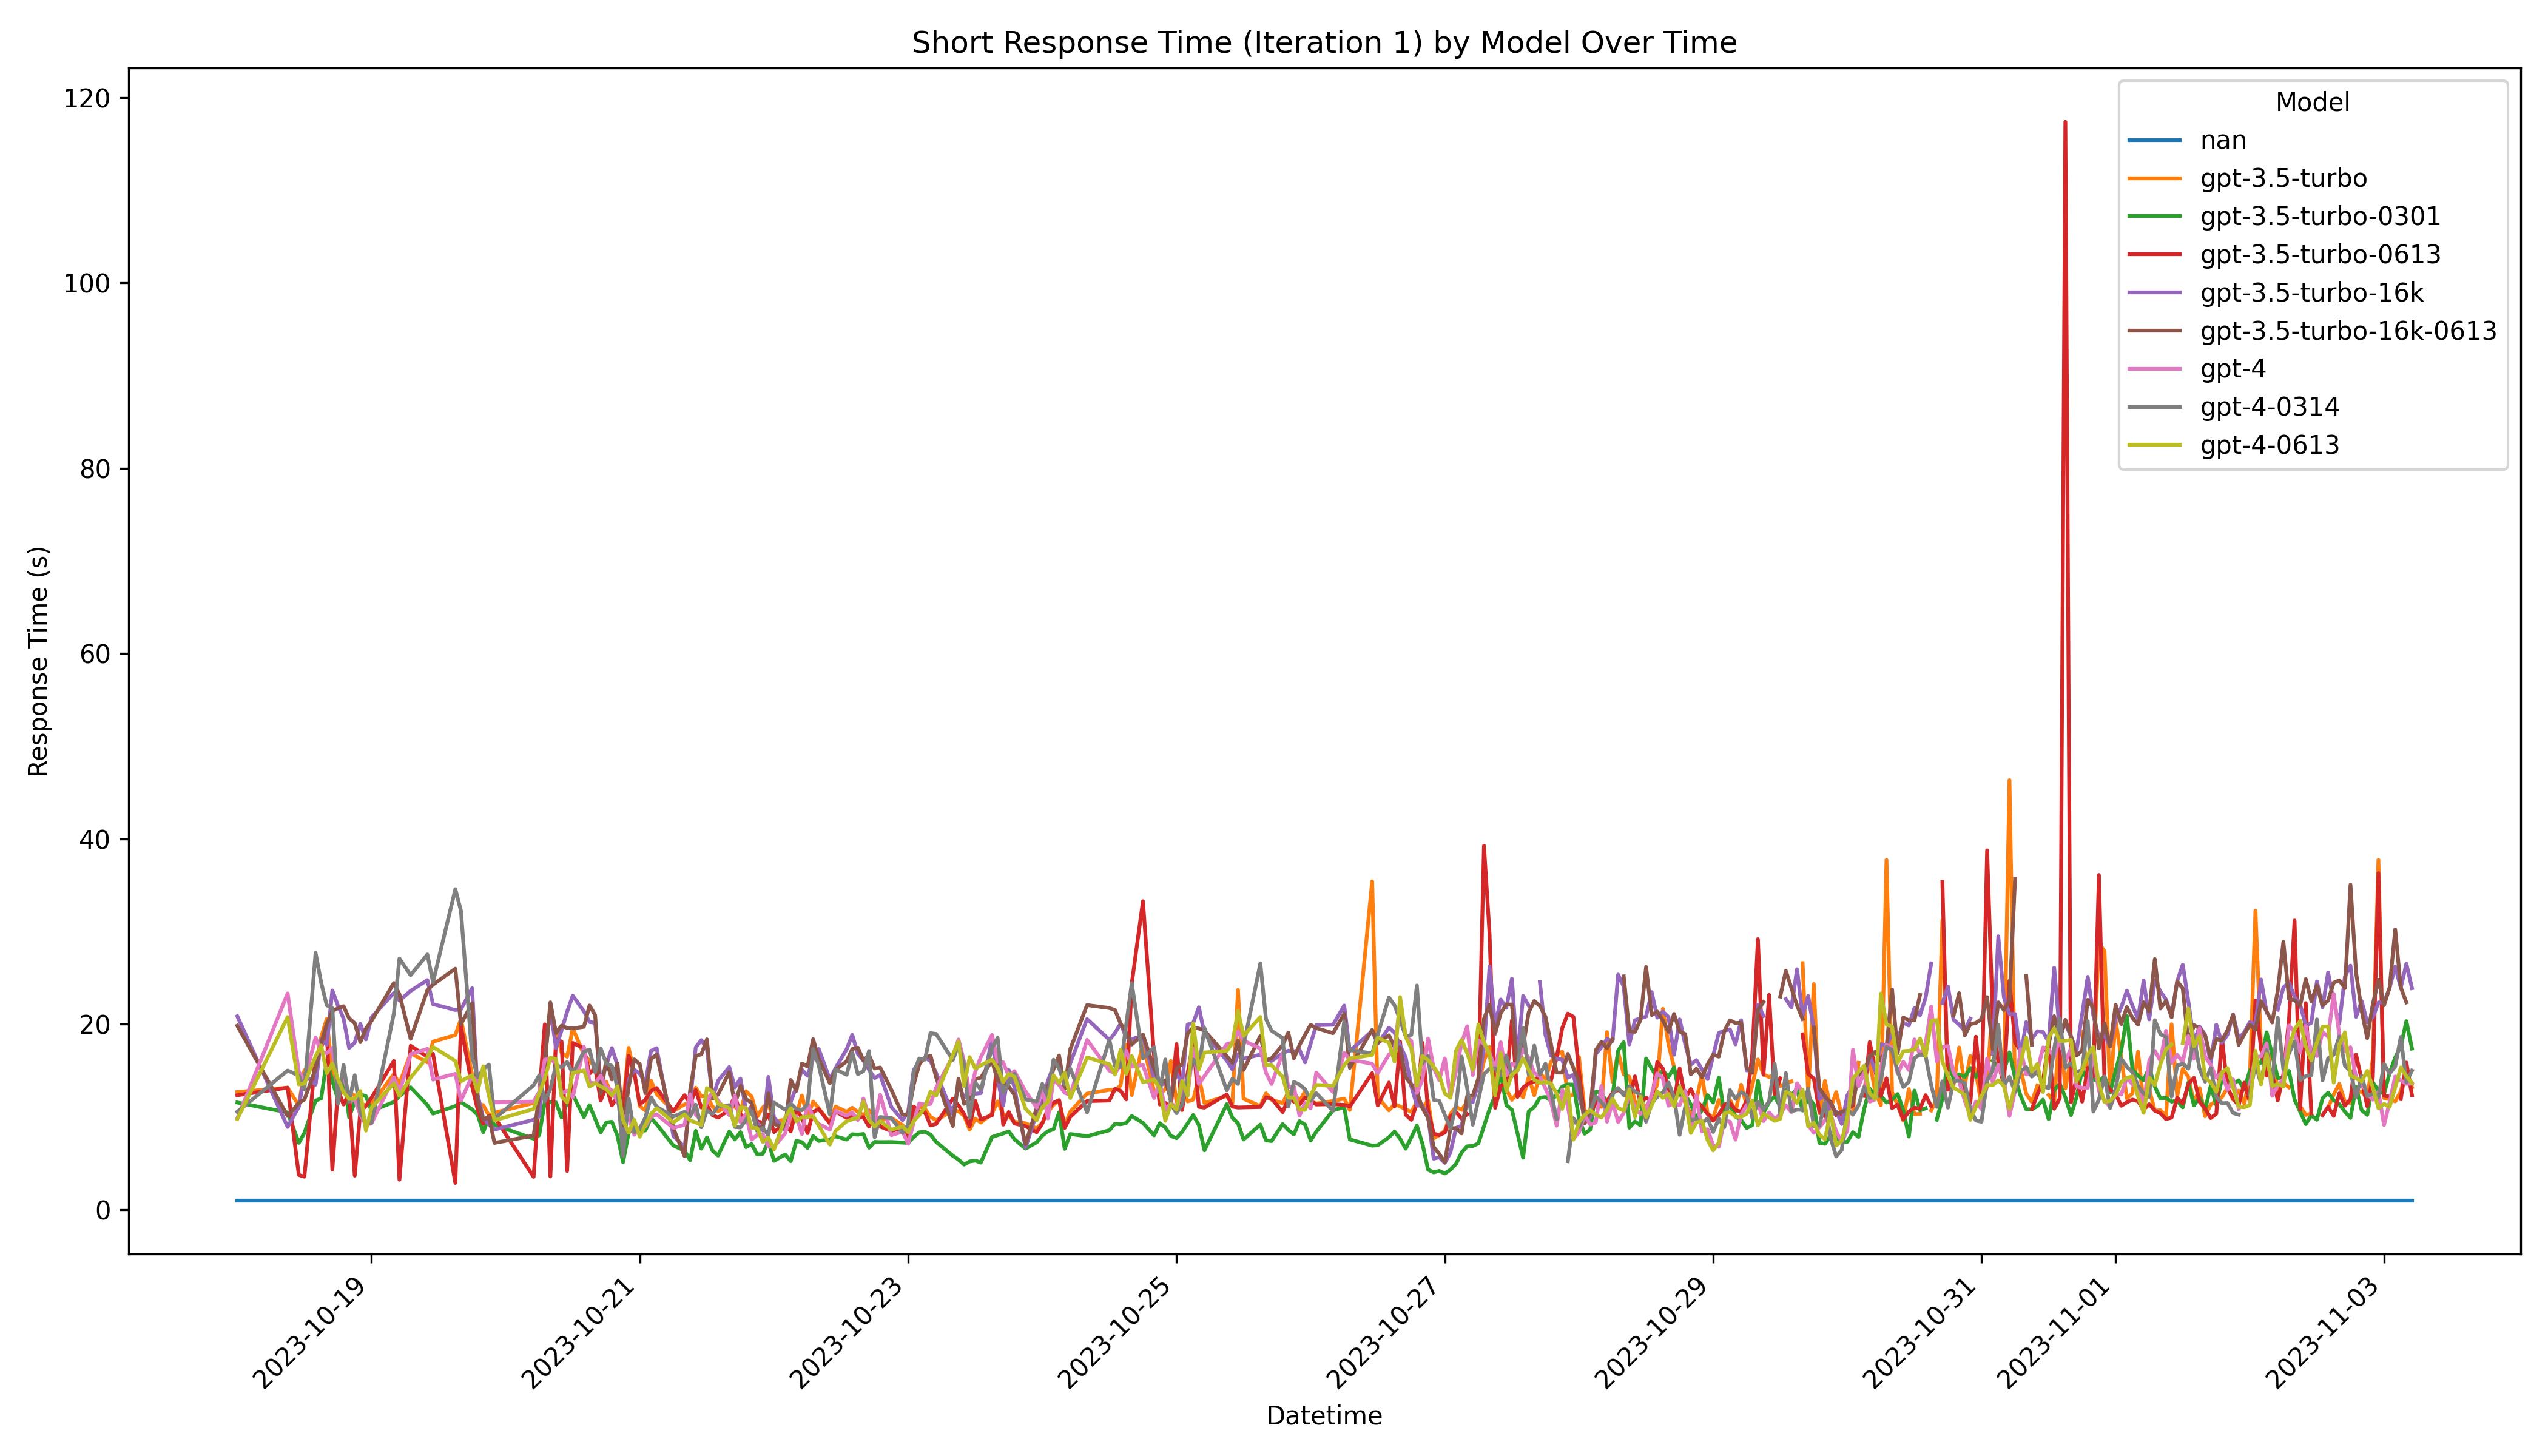 Short Response Time (Iteration 1) by Model Over Time
120
100
80
60
40
20
0
Response Time (s)
Model
nan
gpt-3.5-turbo
gpt-3.5-turbo-0301
gpt-3.5-turbo-0613
gpt-3.5-turbo-16k
gpt-3.5-turbo-16k-0613
gpt-4
gpt-4-0314
gpt-4-0613
2023-10-19
2023-10-21
2023-10-23
2023-10-25
2023-10-27
2023-10-29
2023-10-31
2023-11-01
2023-11-03
Datetime